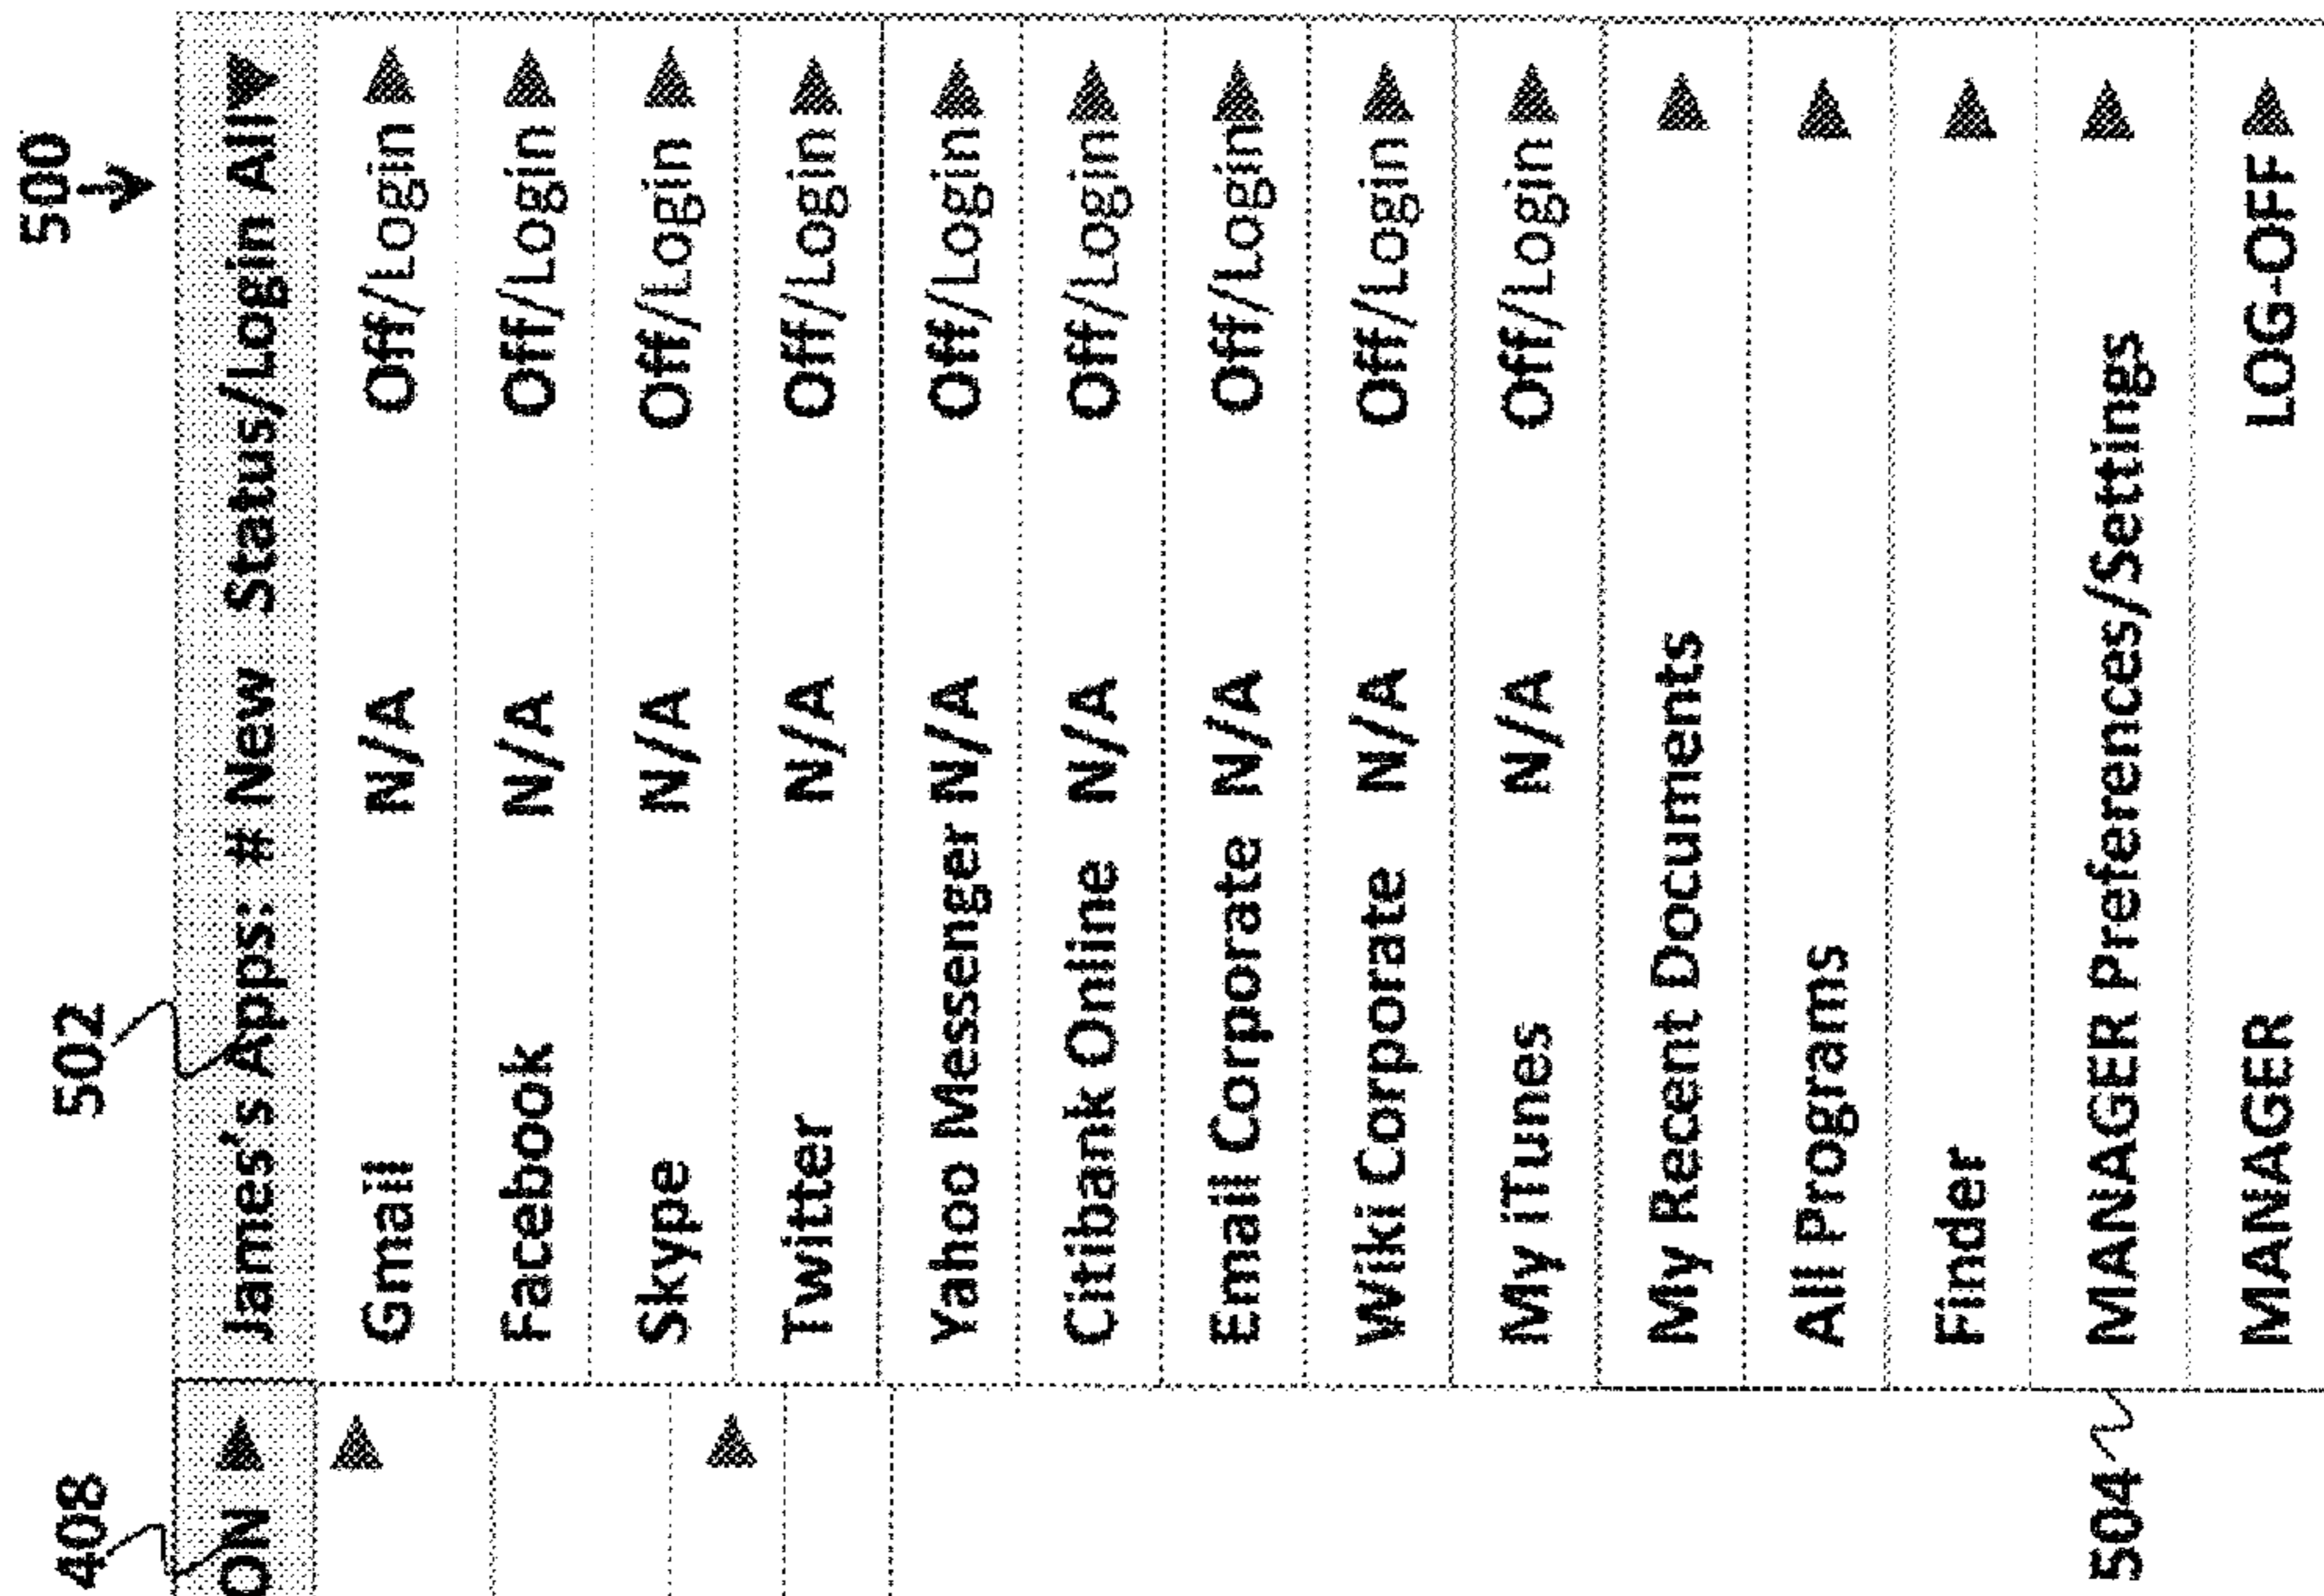 500
408
502
ON
James's Apps: # New Status/Login All
Gmail N/A Off/Login
Facebook N/A Off/Login
Skype N/A Off/Login
Twitter N/A Off/Login
Yahoo Messenger N/A Off/Login
Citibank Online N/A Off/Login
Email Corporate N/A Off/Login
Wiki Corporate N/A Off/Login
My iTunes N/A Off/Login
My Recent Documents
All Programs
Finder
MANAGER Preferences/Settings
504
MANAGER LOG-OFF